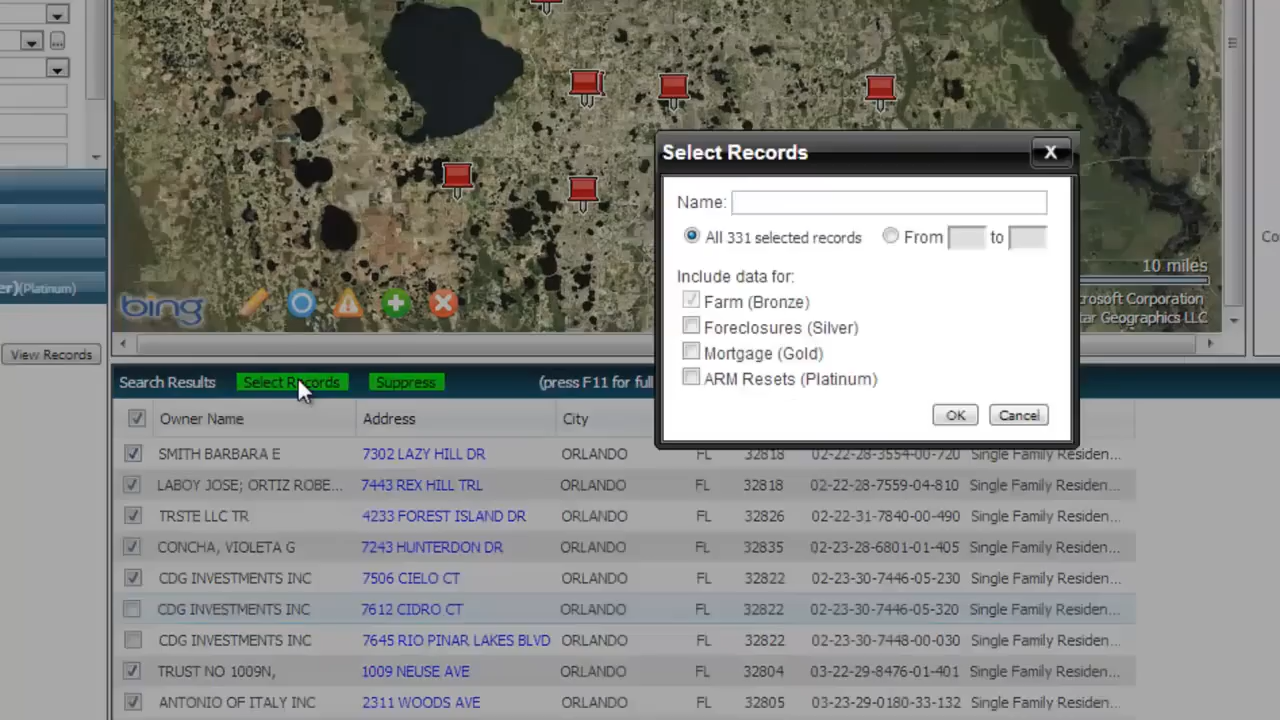 Select Records
X
Name:
All 331 selected records
From
to
Include data for:
Farm (Bronze)
Foreclosures (Silver)
Mortgage (Gold)
ARM Resets (Platinum)
OK
Cancel
10 miles
crosoft Corporation
tar Geographics LLC
bing
er)(Platinum)
View Records
Co
Search Results
Select Records
Suppress
(press F11 for full
Owner Name Address City
SMITH BARBARA E 7302 LAZY HILL DR ORLANDO FL 32818 02-22-28-3554-00-720 Single Family Residen...
LABOY JOSE; ORTIZ ROBE... 7443 REX HILL TRL ORLANDO FL 32818 02-22-28-7559-04-810 Single Family Residen...
TRSTE LLC TR 4233 FOREST ISLAND DR ORLANDO FL 32826 02-22-31-7840-00-490 Single Family Residen...
CONCHA, VIOLETA G 7243 HUNTERDON DR ORLANDO FL 32835 02-23-28-6801-01-405 Single Family Residen...
CDG INVESTMENTS INC 7506 CIELO CT ORLANDO FL 32822 02-23-30-7446-05-230 Single Family Residen...
CDG INVESTMENTS INC 7612 CIDRO CT ORLANDO FL 32822 02-23-30-7446-05-320 Single Family Residen...
CDG INVESTMENTS INC 7645 RIO PINAR LAKES BLVD ORLANDO FL 32822 02-23-30-7448-00-030 Single Family Residen...
TRUST NO 1009N, 1009 NEUSE AVE ORLANDO FL 32804 03-22-29-8476-01-401 Single Family Residen...
ANTONIO OF ITALY INC 2311 WOODS AVE ORLANDO FL 32805 03-23-29-0180-33-132 Single Family Residen...